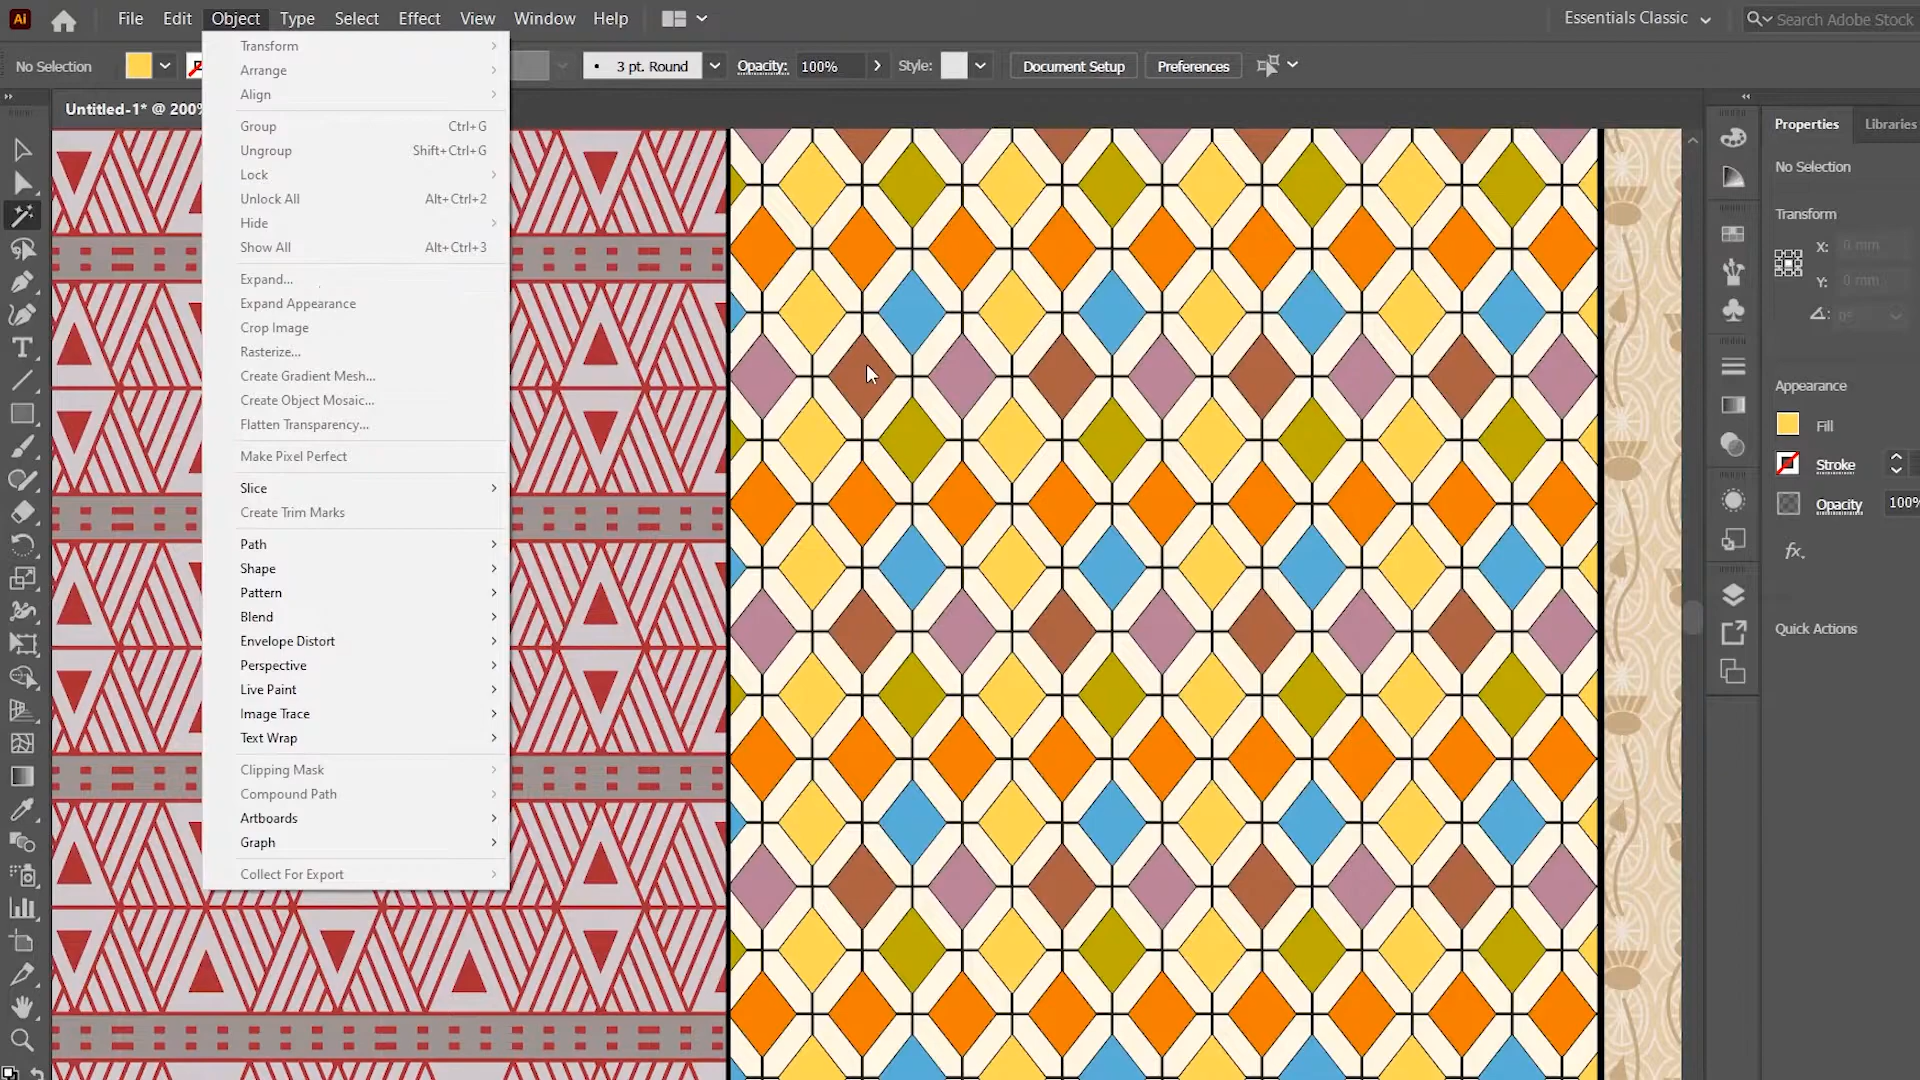 Ai File Edit Object Type Select Effect View Window Help Essentials Classic Search Adobe Stock
No Selection 3 pt. Round Opacity: 100% Style: Document Setup Preferences
Untitled-1* @ 200%
Transform
Arrange
Align
Group Ctrl+G
Ungroup Shift+Ctrl+G
Lock
Unlock All Alt+Ctrl+2
Hide
Show All Alt+Ctrl+3
Expand...
Expand Appearance
Crop Image
Rasterize...
Create Gradient Mesh...
Create Object Mosaic...
Flatten Transparency...
Make Pixel Perfect
Slice
Create Trim Marks
Path
Shape
Pattern
Blend
Envelope Distort
Perspective
Live Paint
Image Trace
Text Wrap
Clipping Mask
Compound Path
Artboards
Graph
Collect For Export
Properties Libraries
No Selection
Transform
X: 0 mm
Y: 0 mm
0°
Appearance
Fill
Stroke
Opacity 100%
fx.
Quick Actions